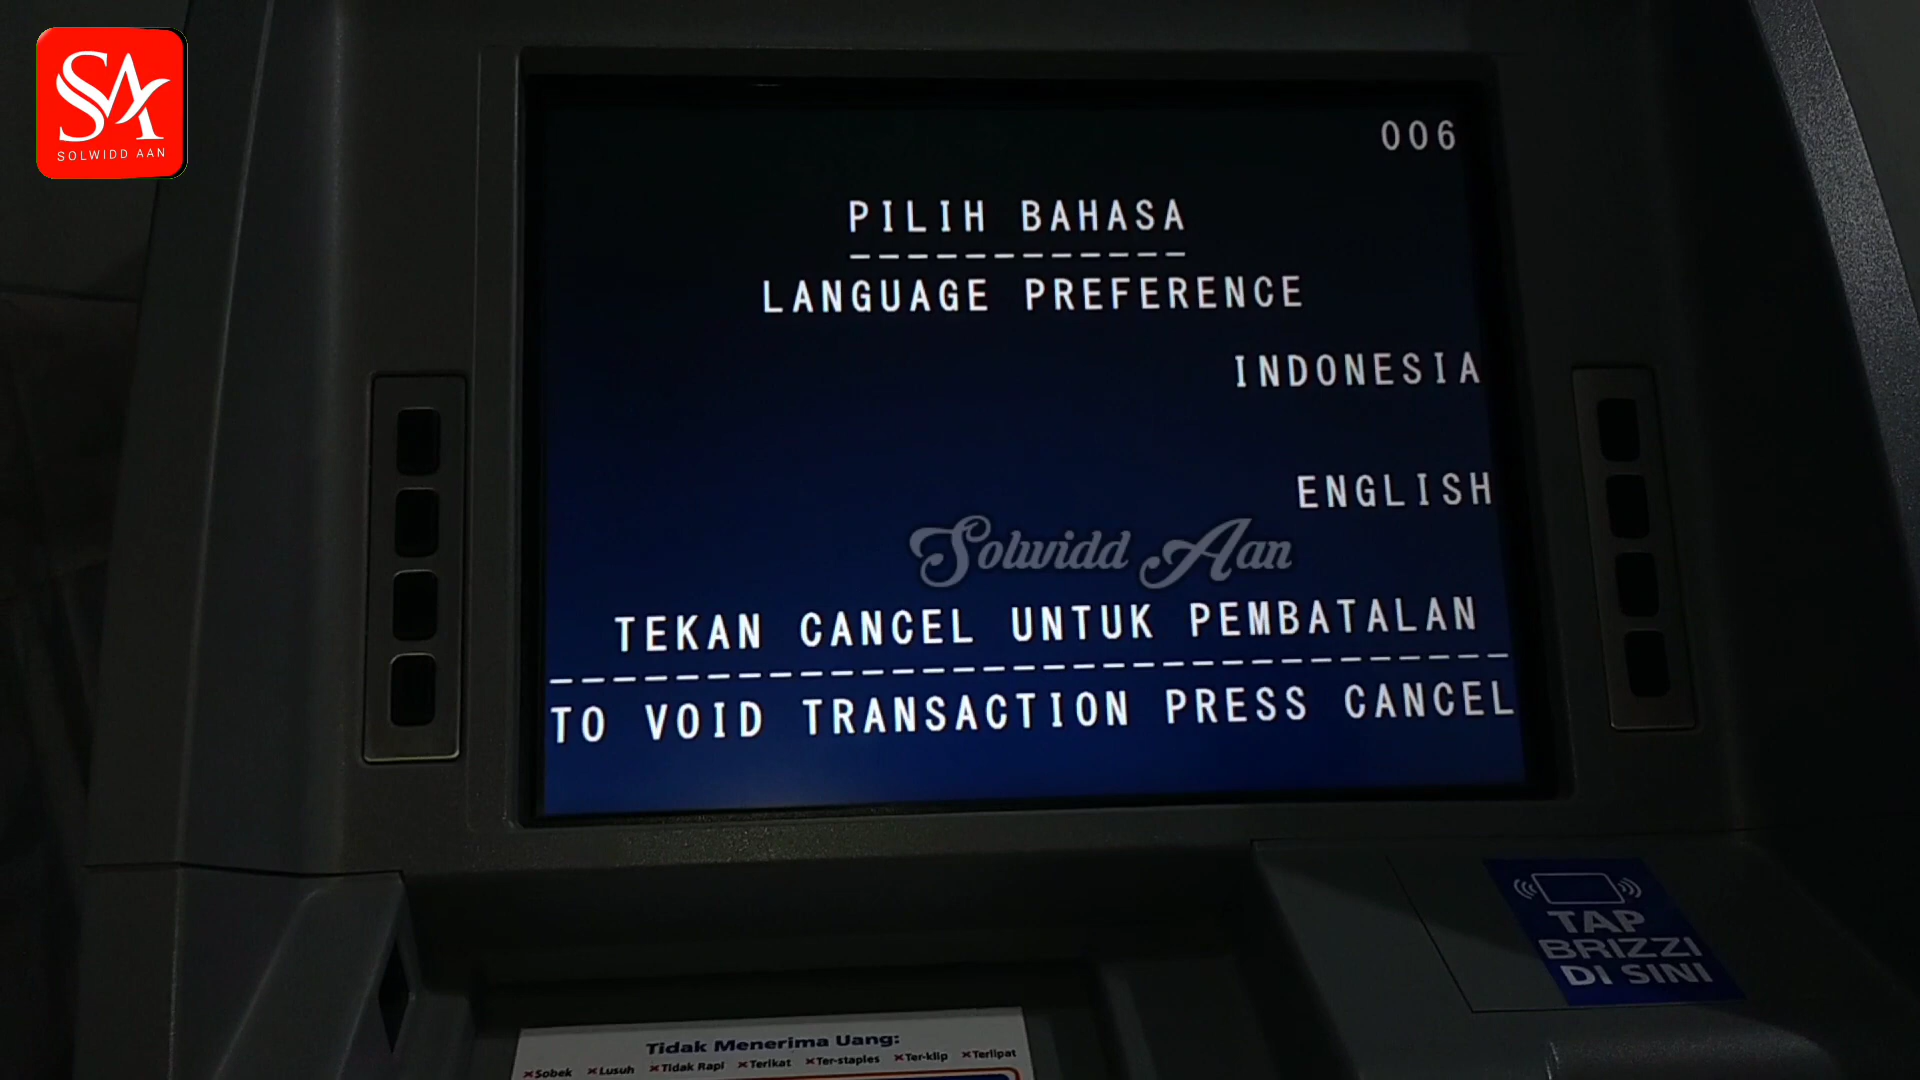 SA
SOLWIDD AAN
006
PILIH BAHASA
LANGUAGE PREFERENCE
INDONESIA
ENGLISH
Solwidd Aan
TEKAN CANCEL UNTUK PEMBATALAN
TO VOID TRANSACTION PRESS CANCEL
TAP
BRIZZI
DI SINI
Tidak Menerima Uang:
×Sobek ×Lusuh ×Tidak Rapi ×Terikat ×Ter-staples ×Ter-klip ×Terlipat